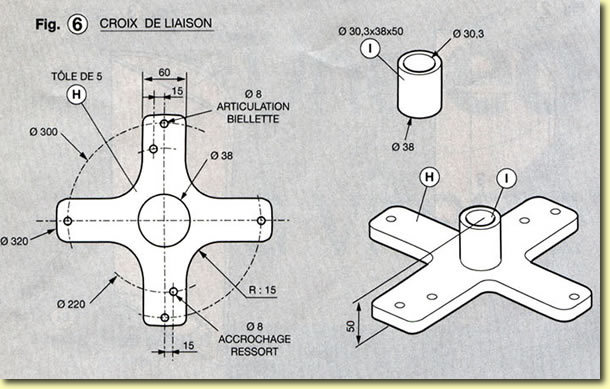 Fig. 6 CROIX DE LIAISON
TÔLE DE 5
H
60
15
Ø 8
ARTICULATION
BIELLETTE
Ø 300
Ø 38
Ø 320
Ø 220
R : 15
Ø 8
ACCROCHAGE
RESSORT
15
Ø 30,3x38x50
I
Ø 30,3
Ø 38
H
I
50